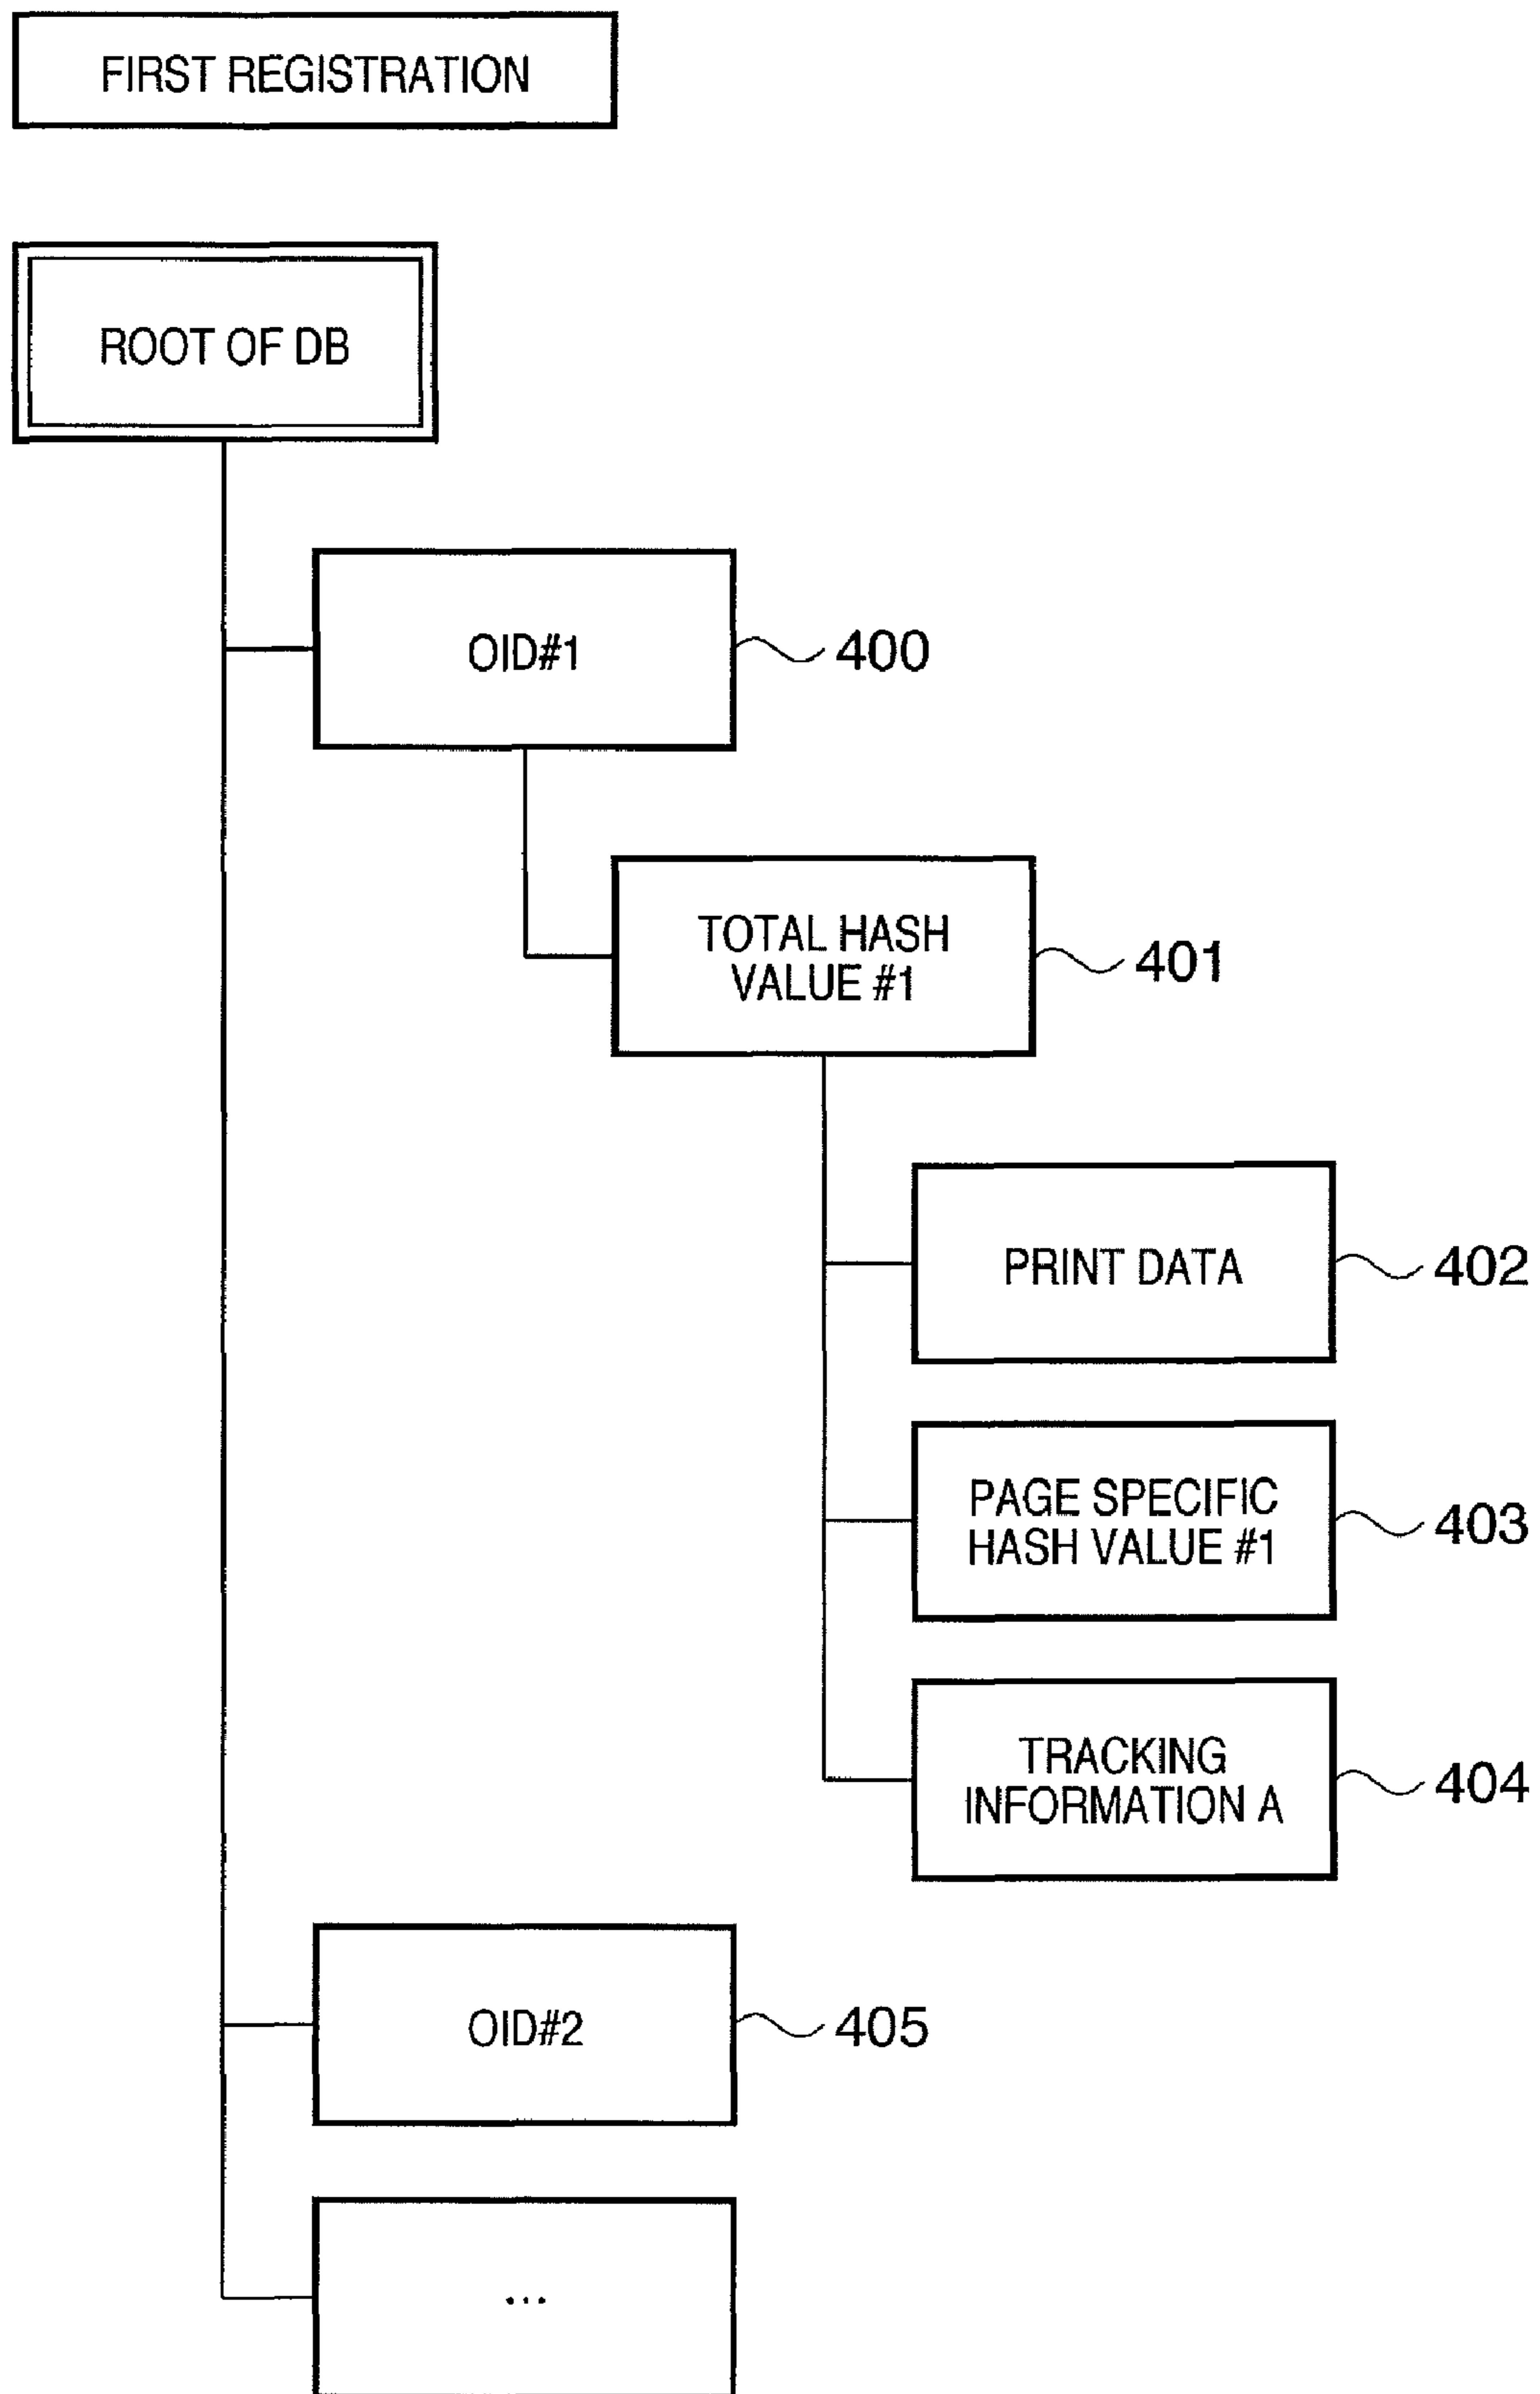 FIRST REGISTRATION
ROOT OF DB
OID#1
400
TOTAL HASH
VALUE #1
401
PRINT DATA
402
PAGE SPECIFIC
HASH VALUE #1
403
TRACKING
INFORMATION A
404
OID#2
405
...